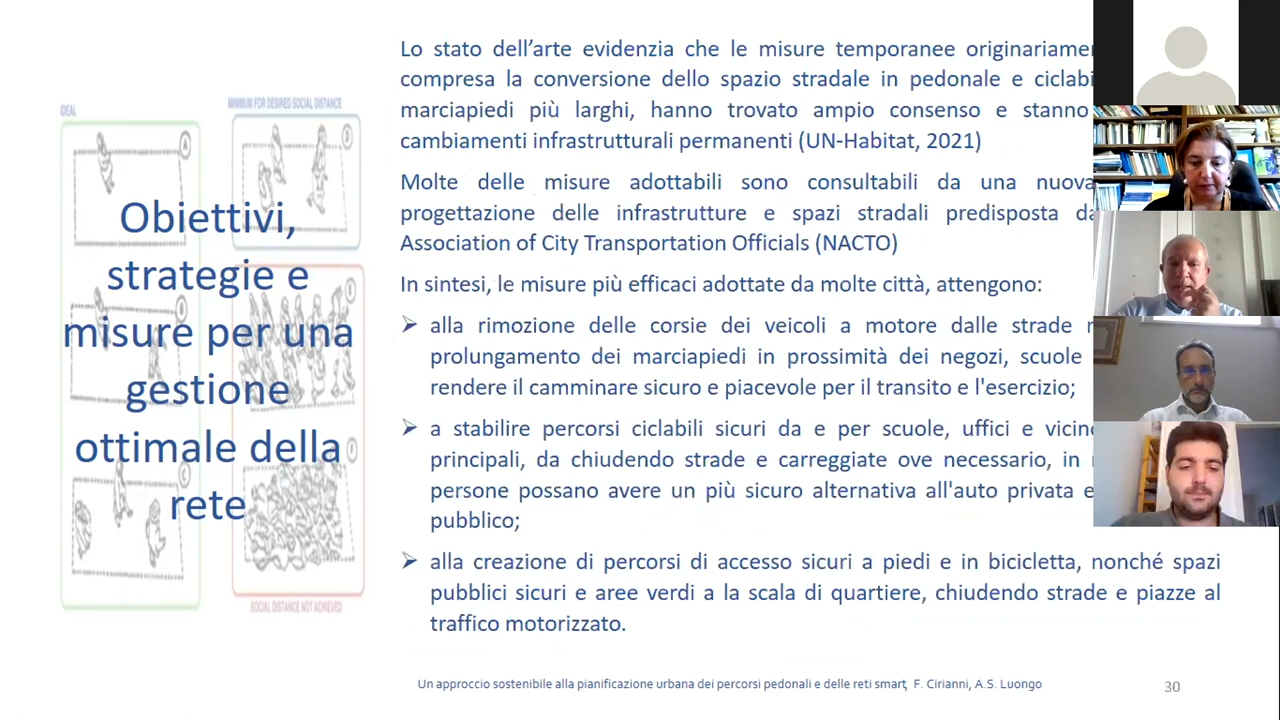 Lo stato dell'arte evidenzia che le misure temporanee
compresa la conversione dello spazio stradale in pedonale e
marciapiedi più larghi, hanno trovato ampio consenso e stanno
cambiamenti infrastrutturali permanenti (UN-Habitat, 2021)
Molte delle misure adottabili sono consultabili da una nuova
progettazione delle infrastrutture e spazi stradali predisposta
Association of City Transportation Officials (NACTO)
In sintesi, le misure più efficaci adottate da molte città, attengono:
alla rimozione delle corsie dei veicoli a motore dalle strade
prolungamento dei marciapiedi in prossimità dei negozi, scuole
rendere il camminare sicuro e piacevole per il transito e l'esercizio;
a stabilire percorsi ciclabili sicuri da e per scuole, uffici e
principali, da chiudendo strade e carreggiate ove necessario, in
persone possano avere un più sicuro alternativa all'auto privata e
pubblico;
alla creazione di percorsi di accesso sicuri a piedi e in bicicletta, nonché spazi
pubblici sicuri e aree verdi a la scala di quartiere, chiudendo strade e piazze al
traffico motorizzato.
IDEAL
MINIMUM FOR DESIRED SOCIAL DISTANCE
Obiettivi,
strategie e
misure per una
gestione
ottimale della
rete
SOCIAL DISTANCE NOT ACHIEVED
Un approccio sostenibile alla pianificazione urbana dei percorsi pedonali e delle reti smart, F. Cirianni, A.S. Luongo
30